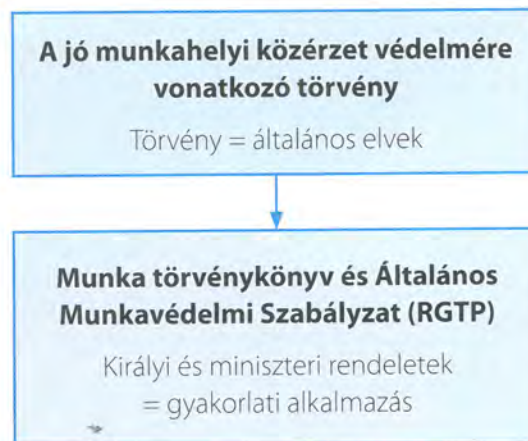 A jó munkahelyi közérzet védelmére
vonatkozó törvény
Törvény = általános elvek
Munka törvénykönyv és Általános
Munkavédelmi Szabályzat (RGTP)
Királyi és miniszteri rendeletek
= gyakorlati alkalmazás